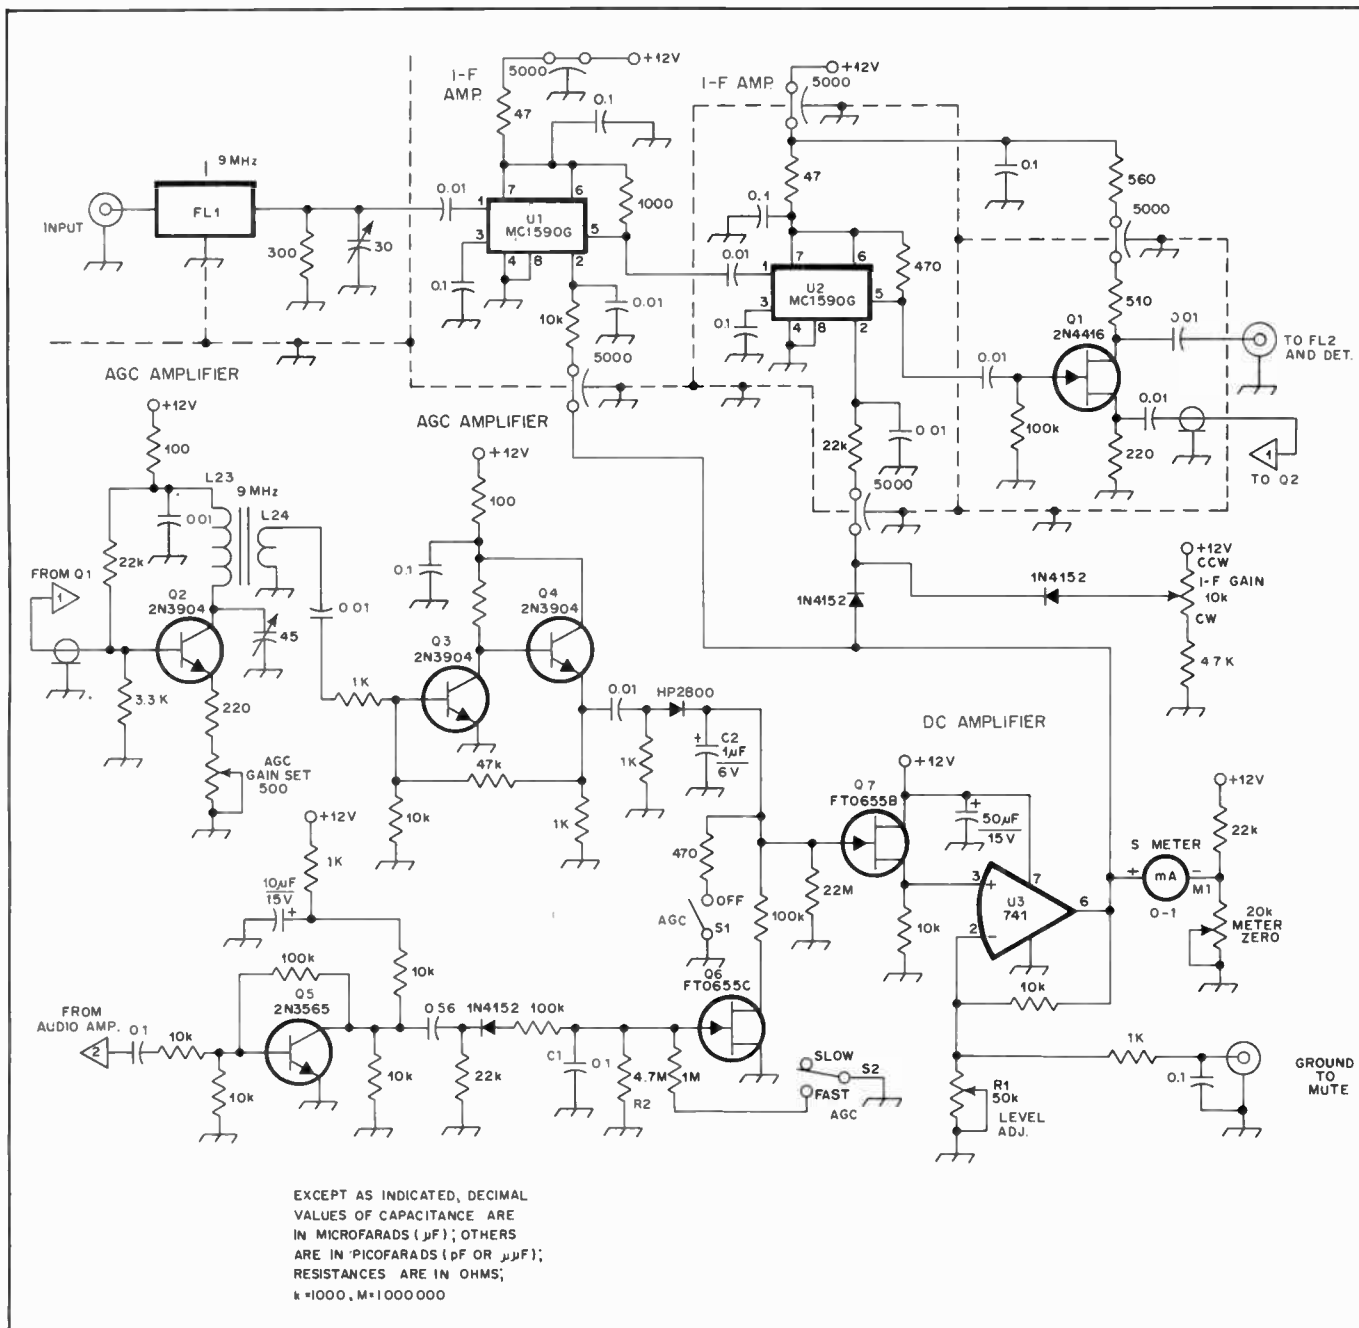 9 MHz
INPUT
FL1
300
30
0.01
I-F
AMP.
5000
+12V
47
0.1
1
7
6
U1
MC1590G
5
3
4
8
2
1000
0.1
10k
0.01
5000
I-F AMP.
+12V
5000
47
0.1
0.1
560
5000
0.01
1
7
6
U2
MC1590G
5
3
4
8
2
470
0.1
510
Q1
2N4416
0.01
TO FL2
AND DET.
0.01
100k
0.01
220
1
TO Q2
22k
0.01
5000
AGC AMPLIFIER
+12V
100
L23
9 MHz
L24
0.01
22k
FROM Q1
1
Q2
2N3904
45
0.01
3.3 K
220
AGC
GAIN SET
500
AGC AMPLIFIER
+12V
100
0.1
Q4
2N3904
Q3
2N3904
1K
47k
10k
1K
0.01
HP2800
1K
+
C2
1µF
6V
1N4152
1N4152
+12V
CCW
I-F GAIN
10k
CW
4.7K
DC AMPLIFIER
+12V
Q7
FT0655B
+
50µF
15V
470
OFF
AGC
S1
100k
22M
10k
3
+
7
U3
741
6
2
−
10k
S METER
+
mA
-
M1
0-1
+12V
22k
20k
METER
ZERO
+12V
1K
10µF
15V
+
10k
100k
Q5
2N3565
FROM
AUDIO AMP.
2
0.1
10k
10k
10k
0.56
1N4152
100k
22k
C1
0.1
4.7M
R2
1M
Q6
FT0655C
SLOW
S2
FAST
AGC
R1
50k
LEVEL
ADJ.
1K
0.1
GROUND
TO
MUTE
EXCEPT AS INDICATED, DECIMAL
VALUES OF CAPACITANCE ARE
IN MICROFARADS (µF); OTHERS
ARE IN PICOFARADS (pF OR µµF);
RESISTANCES ARE IN OHMS;
k=1000, M=1000000